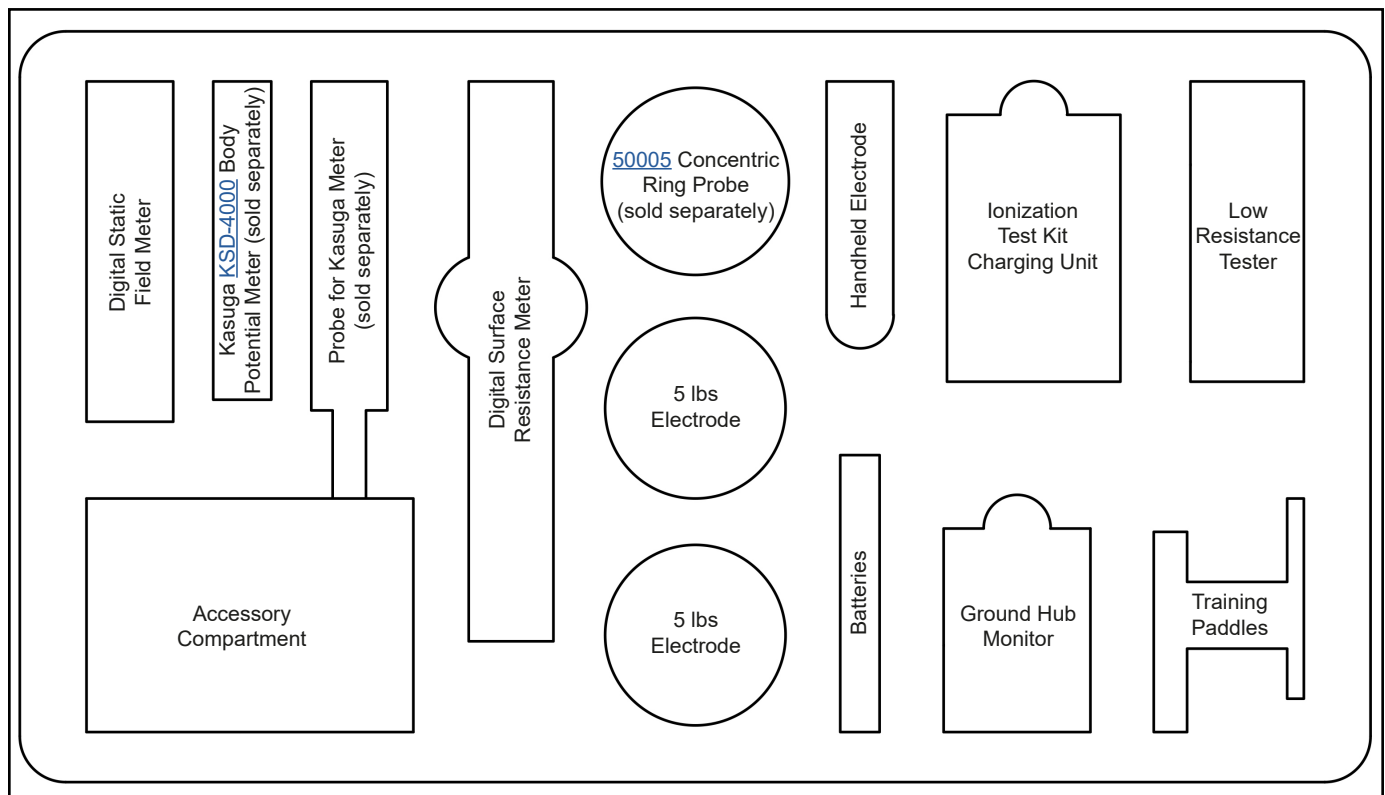 Digital Static
Field Meter
Kasuga KSD-4000 Body
Potential Meter (sold separately)
Probe for Kasuga Meter
(sold separately)
Digital Surface
Resistance Meter
50005 Concentric
Ring Probe
(sold separately)
Handheld Electrode
Ionization
Test Kit
Charging Unit
Low
Resistance
Tester
5 lbs
Electrode
Accessory
Compartment
5 lbs
Electrode
Batteries
Ground Hub
Monitor
Training
Paddles